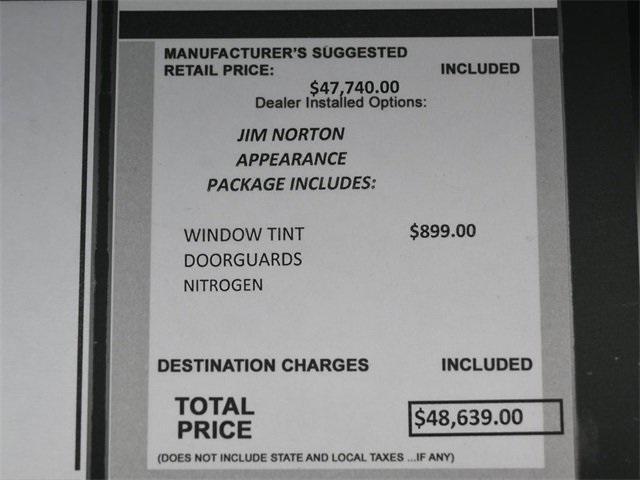 MANUFACTURER'S SUGGESTED
RETAIL PRICE: INCLUDED
$47,740.00
Dealer Installed Options:
JIM NORTON
APPEARANCE
PACKAGE INCLUDES:
WINDOW TINT $899.00
DOORGUARDS
NITROGEN
DESTINATION CHARGES INCLUDED
TOTAL
PRICE $48,639.00
(DOES NOT INCLUDE STATE AND LOCAL TAXES ...IF ANY)